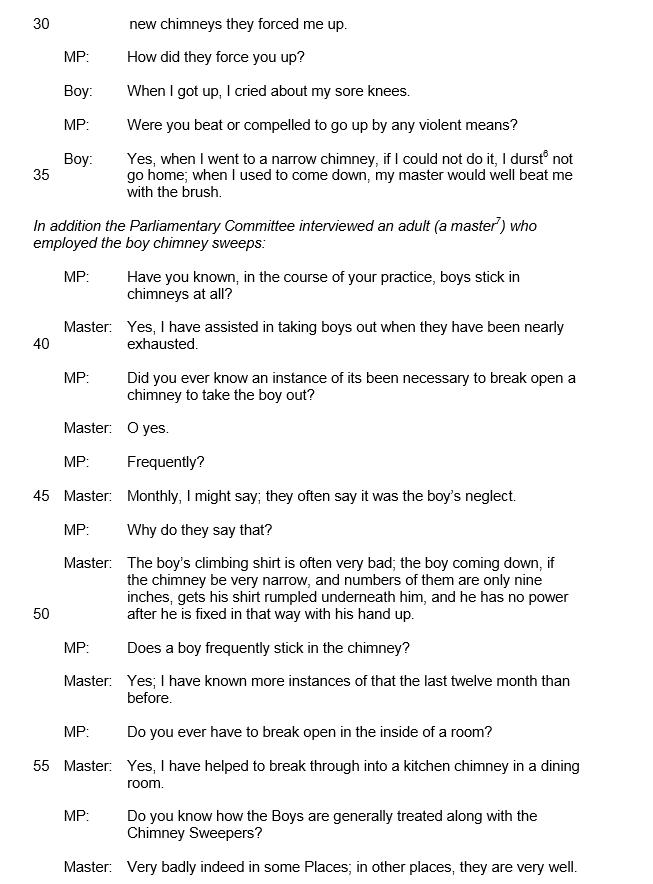 30 new chimneys they forced me up.
MP: How did they force you up?
Boy: When I got up, I cried about my sore knees.
MP: Were you beat or compelled to go up by any violent means?
Boy: Yes, when I went to a narrow chimney, if I could not do it, I durst⁶ not
35 go home; when I used to come down, my master would well beat me
with the brush.
In addition the Parliamentary Committee interviewed an adult (a master⁷) who
employed the boy chimney sweeps:
MP: Have you known, in the course of your practice, boys stick in
chimneys at all?
Master: Yes, I have assisted in taking boys out when they have been nearly
40 exhausted.
MP: Did you ever know an instance of its been necessary to break open a
chimney to take the boy out?
Master: O yes.
MP: Frequently?
45 Master: Monthly, I might say; they often say it was the boy’s neglect.
MP: Why do they say that?
Master: The boy’s climbing shirt is often very bad; the boy coming down, if
the chimney be very narrow, and numbers of them are only nine
inches, gets his shirt rumpled underneath him, and he has no power
50 after he is fixed in that way with his hand up.
MP: Does a boy frequently stick in the chimney?
Master: Yes; I have known more instances of that the last twelve month than
before.
MP: Do you ever have to break open in the inside of a room?
55 Master: Yes, I have helped to break through into a kitchen chimney in a dining
room.
MP: Do you know how the Boys are generally treated along with the
Chimney Sweepers?
Master: Very badly indeed in some Places; in other places, they are very well.